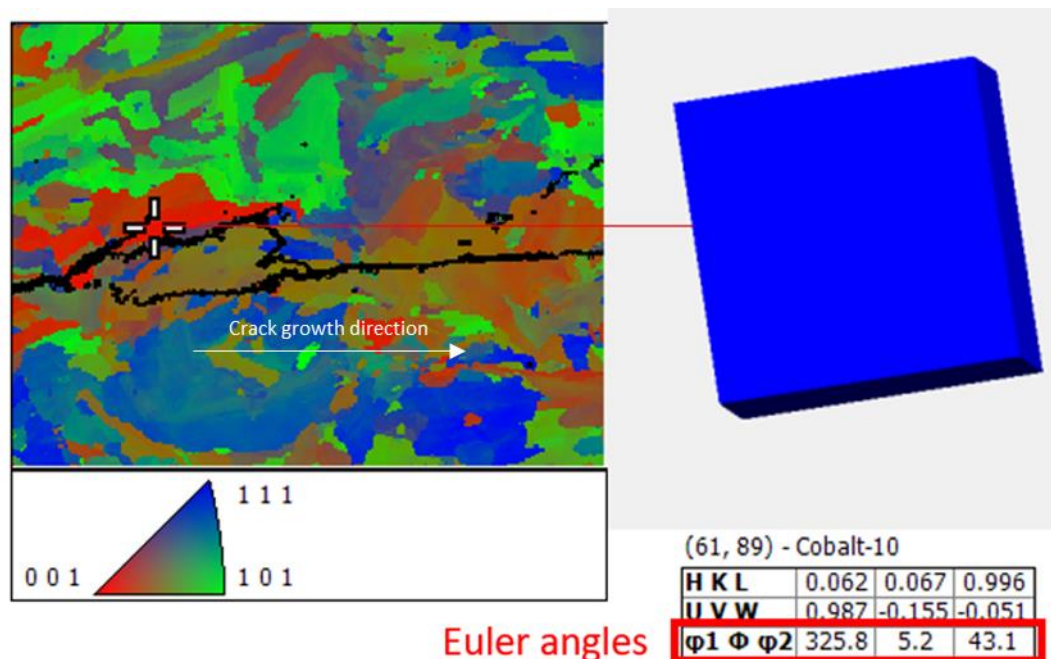 Crack growth direction
1 1 1
0 0 1
1 0 1
(61, 89) - Cobalt-10
H K L 0.062 0.067 0.996
U V W 0.987 -0.155 -0.051
Euler angles φ1 Φ φ2 325.8 5.2 43.1